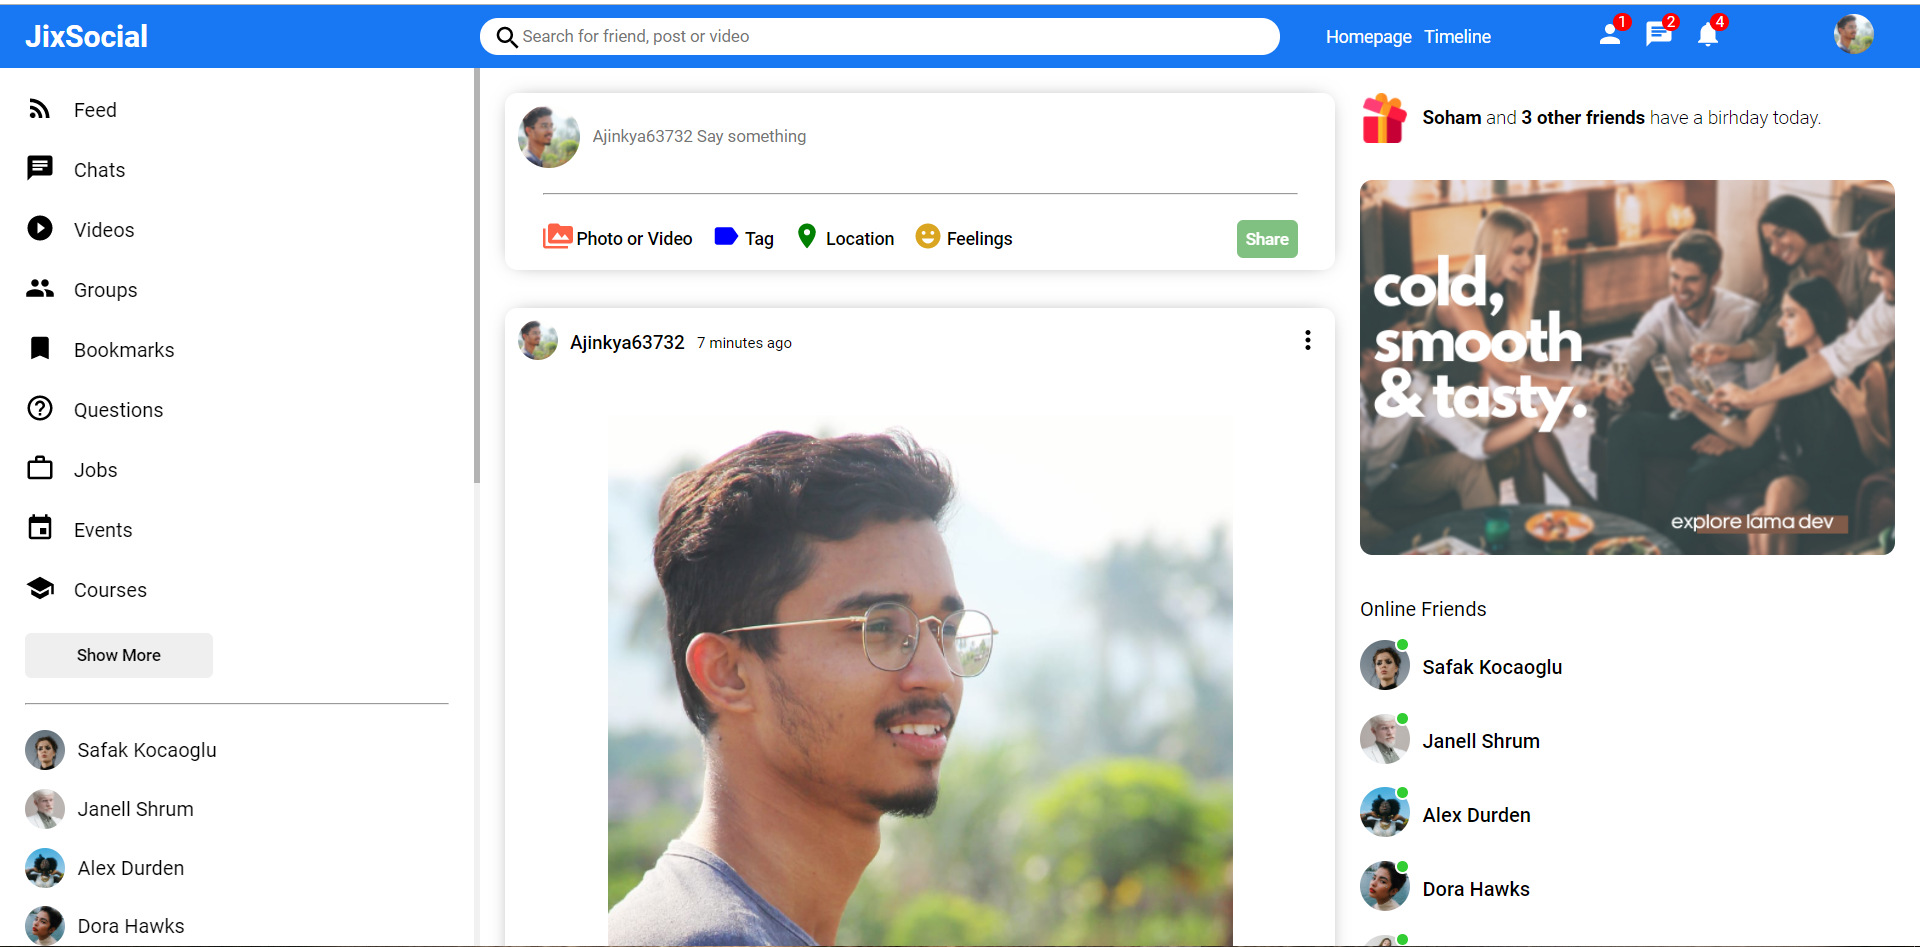 JixSocial
Search for friend, post or video
Homepage Timeline
1
2
4
Feed
Chats
Videos
Groups
Bookmarks
Questions
Jobs
Events
Courses
Show More
Safak Kocaoglu
Janell Shrum
Alex Durden
Dora Hawks
Ajinkya63732 Say something
Photo or Video Tag Location Feelings Share
Ajinkya63732 7 minutes ago
Soham and 3 other friends have a birhday today.
cold,
smooth
& tasty.
explore lama dev
Online Friends
Safak Kocaoglu
Janell Shrum
Alex Durden
Dora Hawks